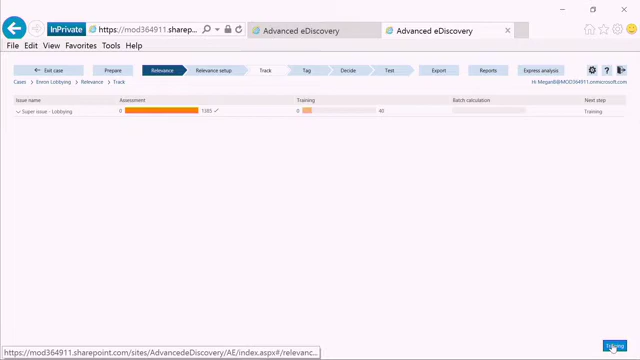 InPrivate https://mod364911.sharep... Advanced eDiscovery Advanced eDiscovery
File Edit View Favorites Tools Help
Exit case Prepare Relevance Relevance setup Track Tag Decide Test Export Reports Express analysis ?
Cases > Enrm Lobbying > Relevance > Track Hi MeganB@MOD364911.onmicrosoft.com
Issue name Assessment Training Batch calculation Next step
Super issue - Lobbying 0 1385 0 40 Training
Training
https://mod364911.sharepoint.com/sites/AdvancedeDiscovery/AE/index.aspx#/relevanc...